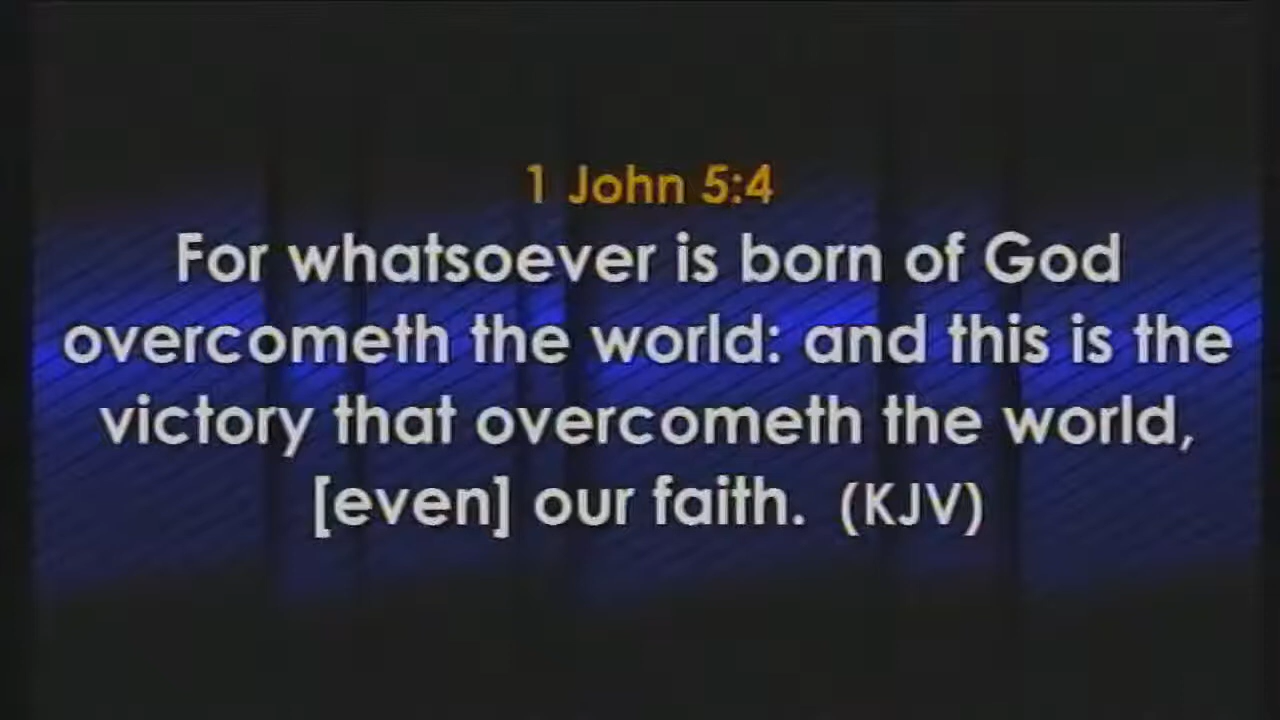 1 John 5:4
For whatsoever is born of God
overcometh the world: and this is the
victory that overcometh the world,
[even] our faith.  (KJV)